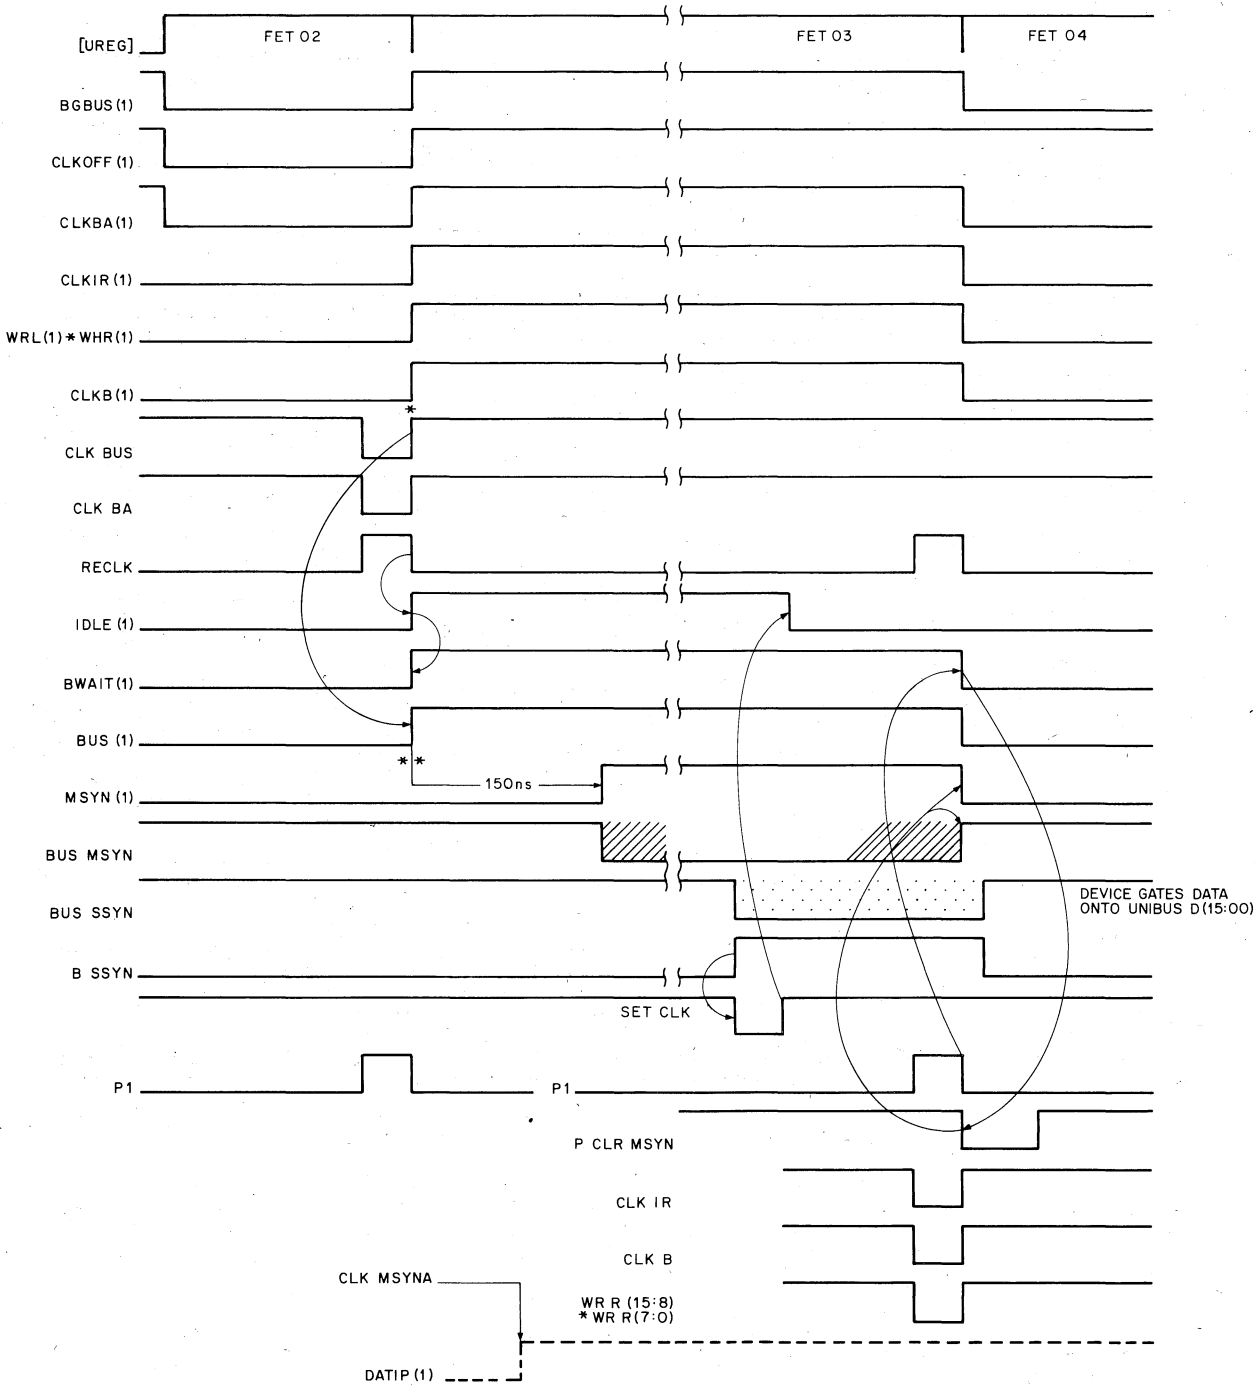 [UREG]
FET 02
FET 03
FET 04
BGBUS(1)
CLKOFF(1)
CLKBA(1)
CLKIR(1)
WRL(1)*WHR(1)
CLKB(1)
*
CLK BUS
CLK BA
RECLK
IDLE(1)
BWAIT(1)
BUS(1)
* *
150ns
MSYN(1)
BUS MSYN
BUS SSYN
DEVICE GATES DATA
ONTO UNIBUS D(15:00)
B SSYN
SET CLK
P1
P1
P CLR MSYN
CLK IR
CLK B
CLK MSYNA
WR R (15:8)
* WR R(7:0)
DATIP(1)